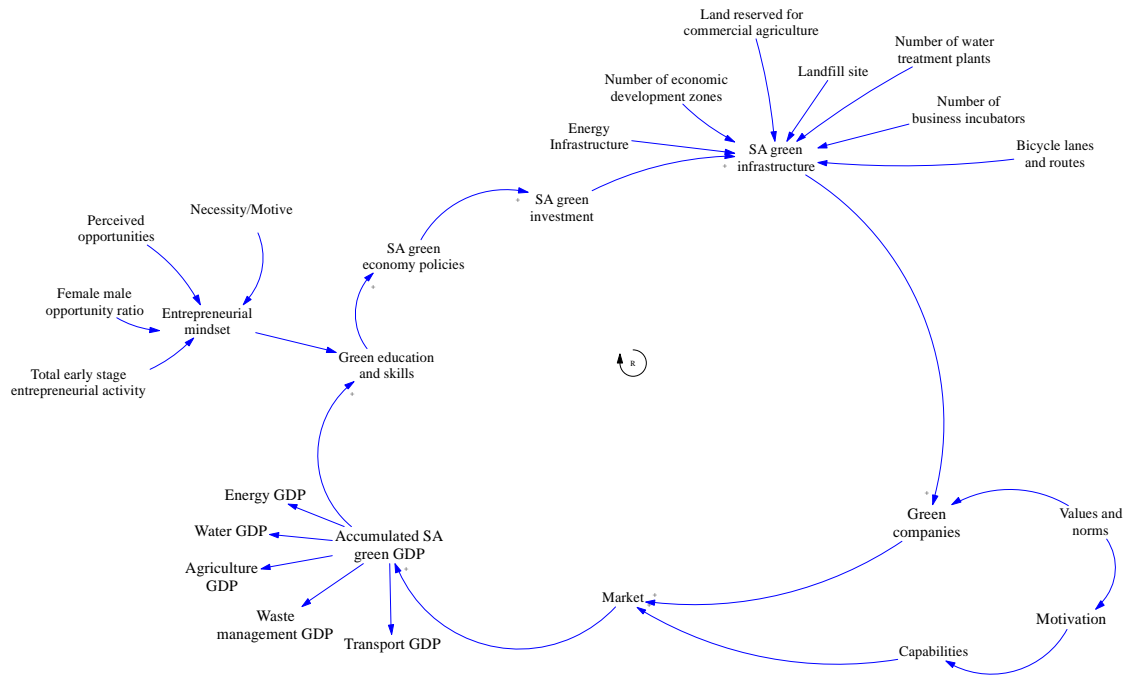 Land reserved for
commercial agriculture
Number of water
treatment plants
Landfill site
Number of economic
development zones
Number of
business incubators
Energy
Infrastructure
Bicycle lanes
and routes
SA green
infrastructure
SA green
investment
Necessity/Motive
Perceived
opportunities
SA green
economy policies
Female male
opportunity ratio
Entrepreneurial
mindset
Total early stage
entrepreneurial activity
Green education
and skills
R
Energy GDP
Water GDP
Accumulated SA
green GDP
Agriculture
GDP
Waste
management GDP
Transport GDP
Green
companies
Values and
norms
Market
Motivation
Capabilities